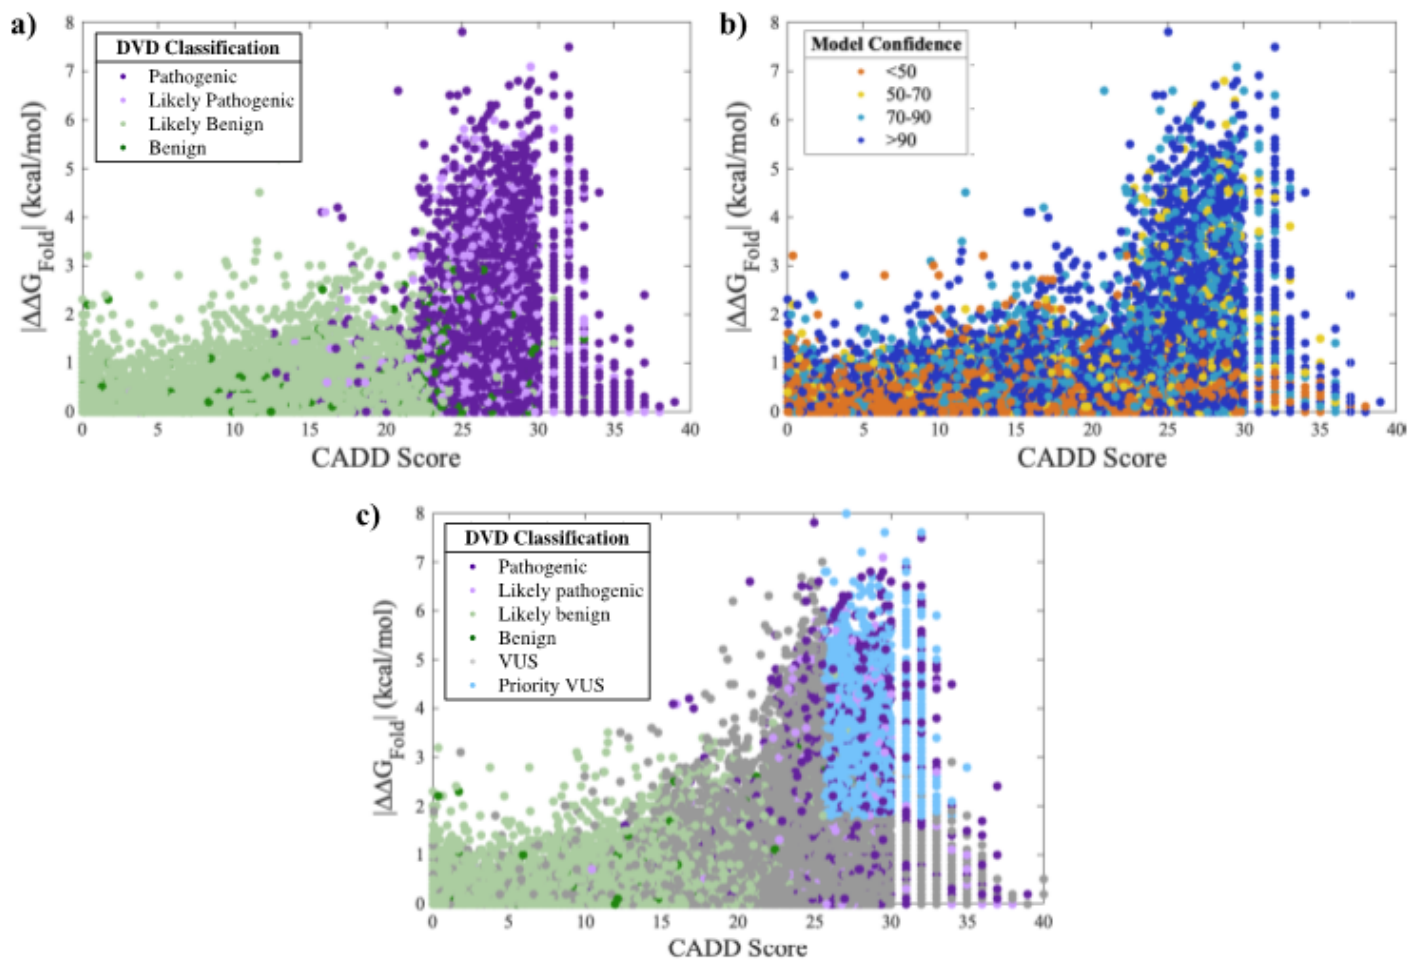 a)
DVD Classification
Pathogenic
Likely Pathogenic
Likely Benign
Benign
8
7
6
5
4
3
2
1
0
|ΔΔG_Fold| (kcal/mol)
0 5 10 15 20 25 30 35 40
CADD Score
b)
Model Confidence
<50
50-70
70-90
>90
8
7
6
5
4
3
2
1
0
|ΔΔG_Fold| (kcal/mol)
0 5 10 15 20 25 30 35 40
CADD Score
c)
DVD Classification
Pathogenic
Likely pathogenic
Likely benign
Benign
VUS
Priority VUS
8
7
6
5
4
3
2
1
0
|ΔΔG_Fold| (kcal/mol)
0 5 10 15 20 25 30 35 40
CADD Score